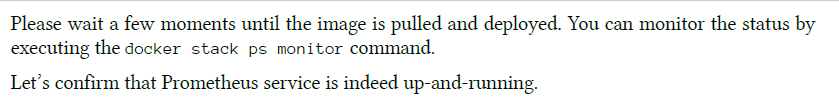 Please wait a few moments until the image is pulled and deployed. You can monitor the status by
executing the docker stack ps monitor command.
Let’s confirm that Prometheus service is indeed up-and-running.